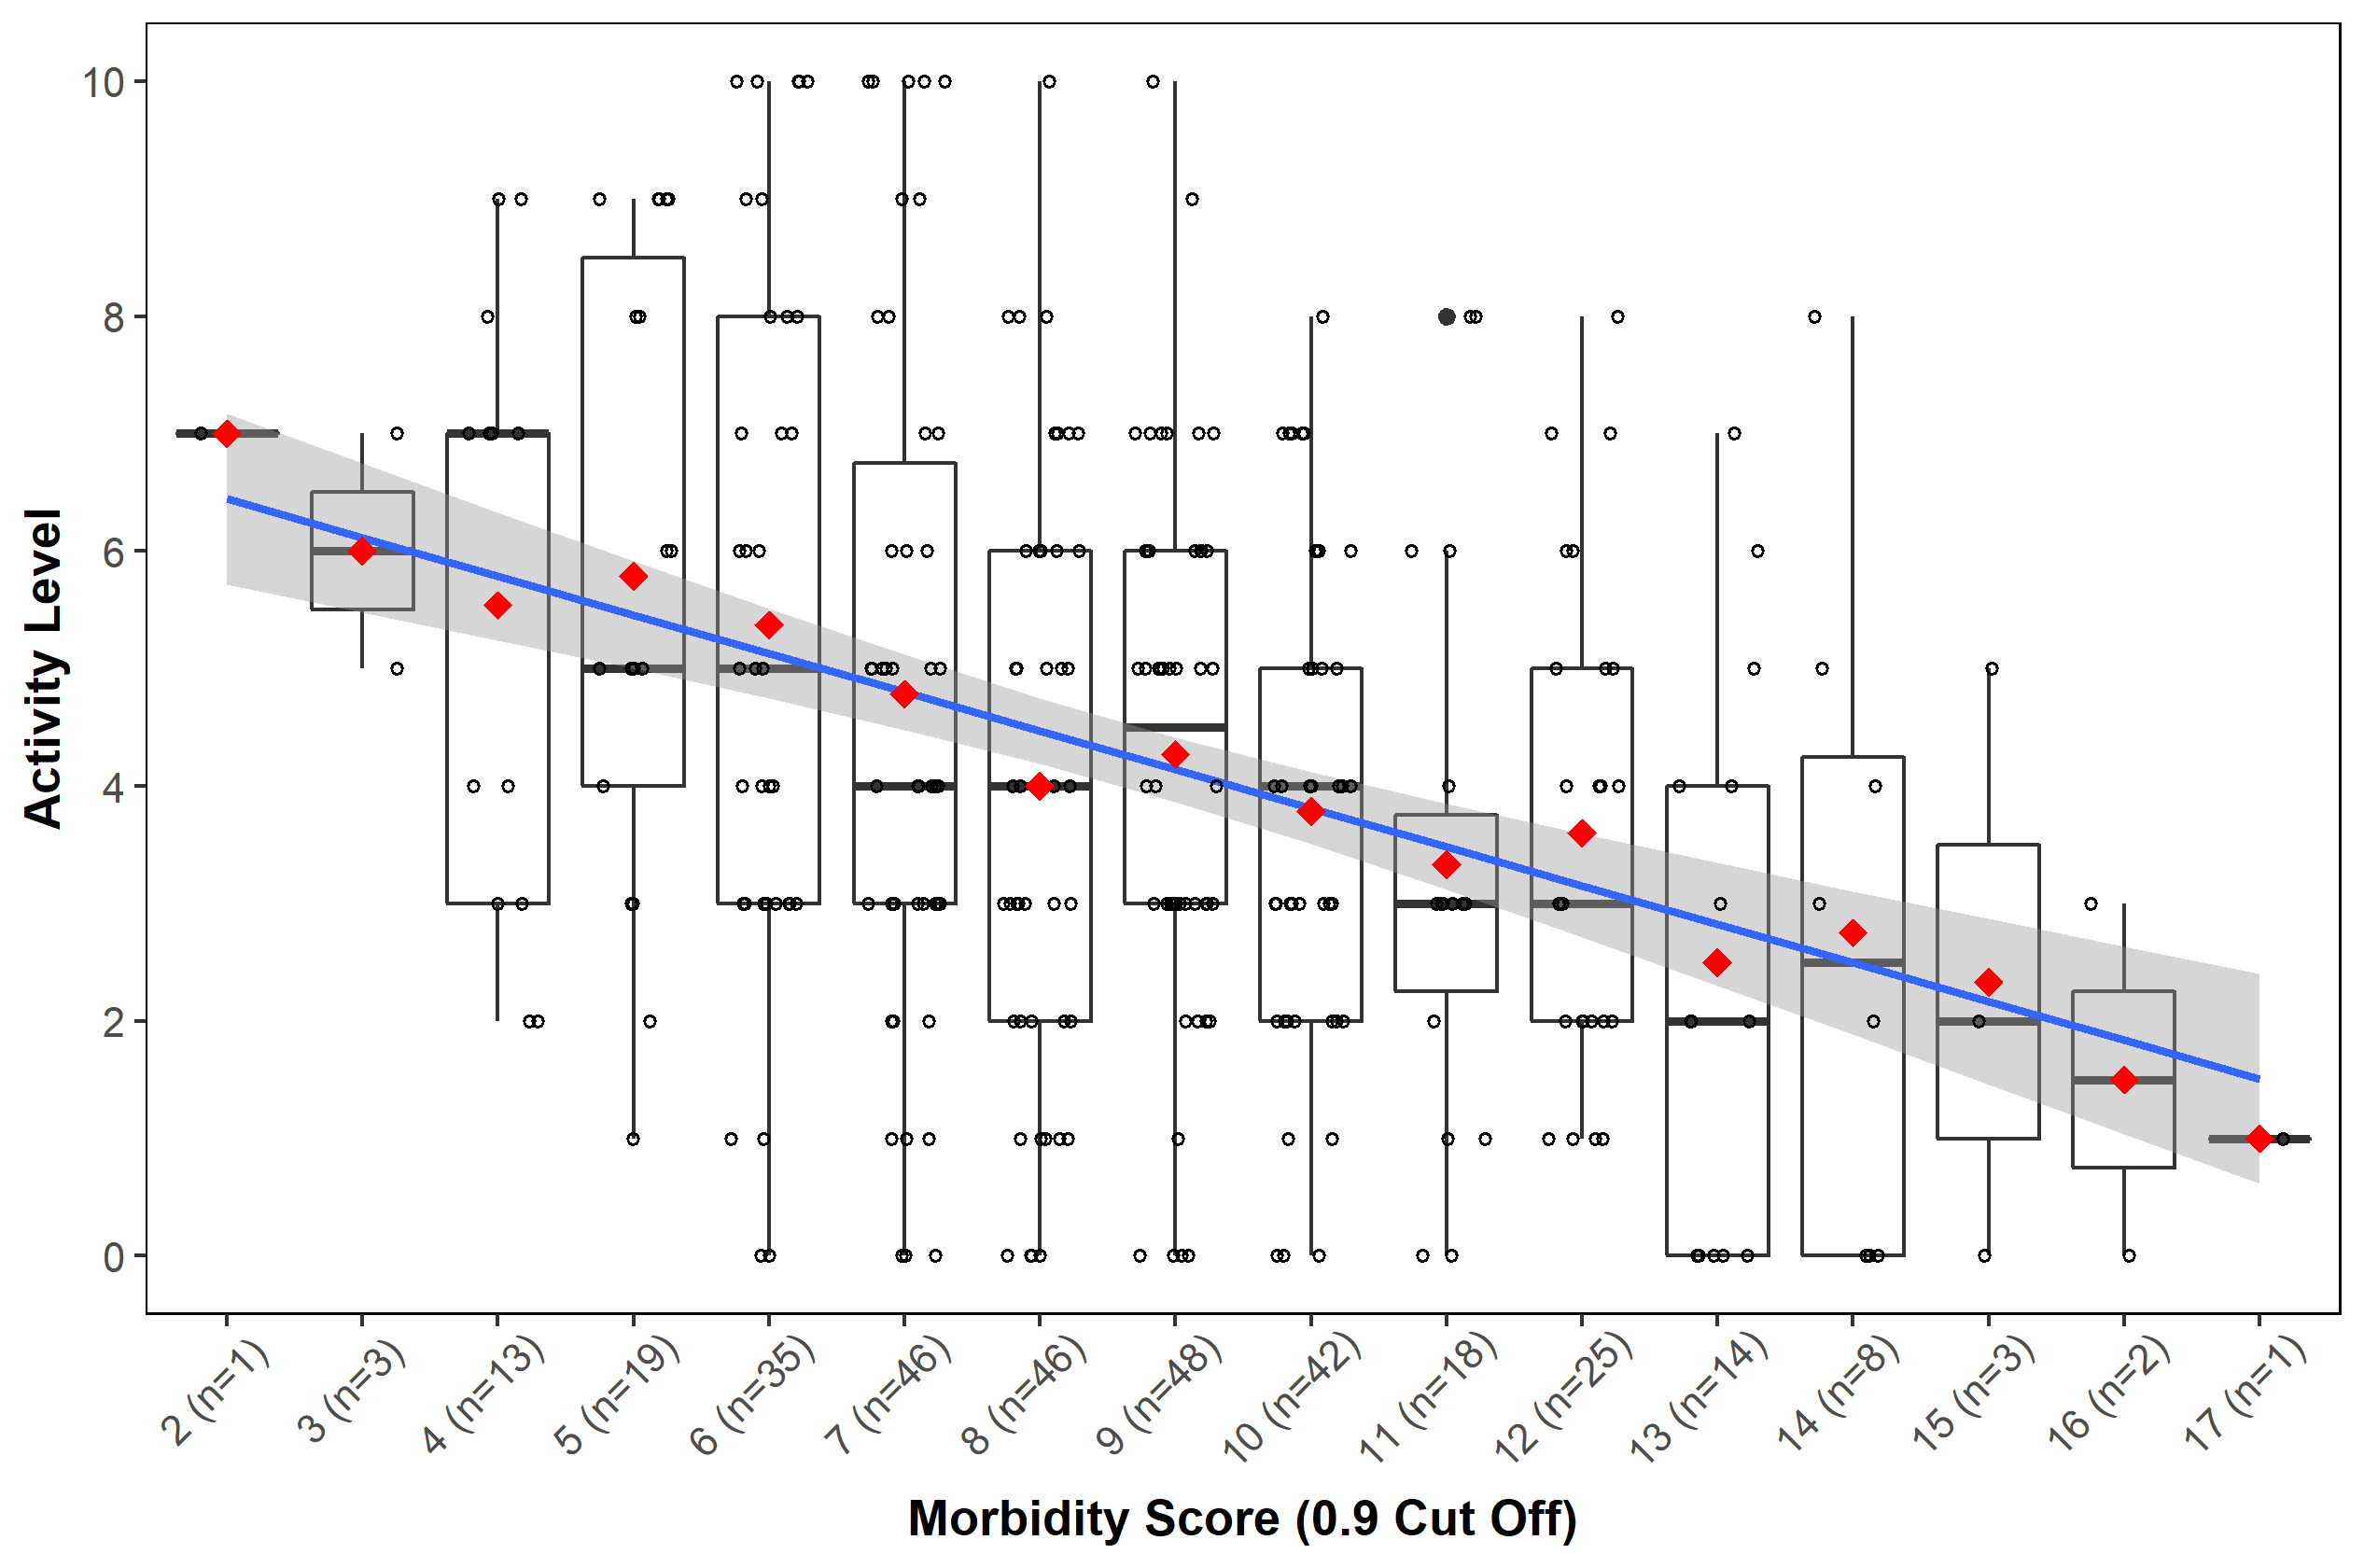 Activity Level
10
8
6
4
2
0
2 (n=1)
3 (n=3)
4 (n=13)
5 (n=19)
6 (n=35)
7 (n=46)
8 (n=46)
9 (n=48)
10 (n=42)
11 (n=18)
12 (n=25)
13 (n=14)
14 (n=8)
15 (n=3)
16 (n=2)
17 (n=1)
Morbidity Score (0.9 Cut Off)